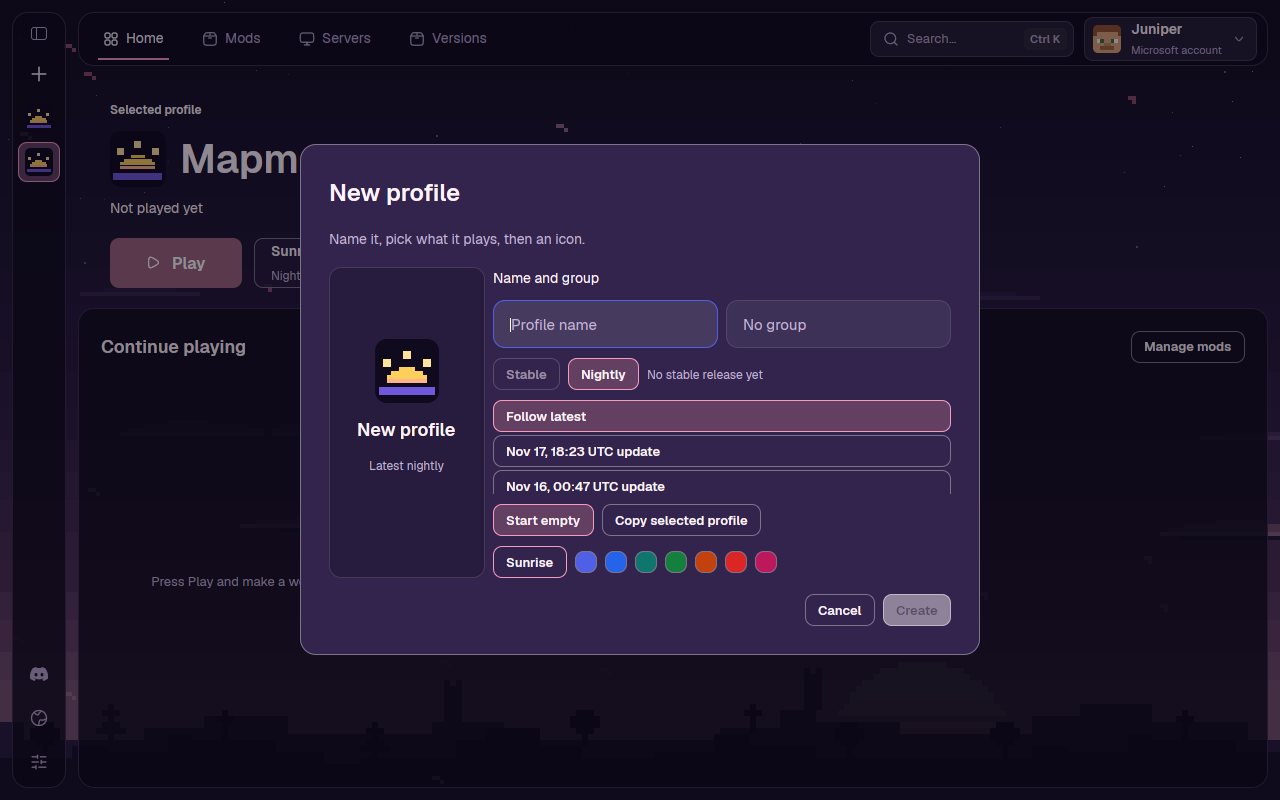 Home
Mods
Servers
Versions
Search...
Ctrl K
Juniper
Microsoft account
Selected profile
Mapm
Not played yet
Play
Sunr
Night
Continue playing
Manage mods
Press Play and make a wo
New profile
Name it, pick what it plays, then an icon.
New profile
Latest nightly
Name and group
Profile name
No group
Stable
Nightly
No stable release yet
Follow latest
Nov 17, 18:23 UTC update
Nov 16, 00:47 UTC update
Start empty
Copy selected profile
Sunrise
Cancel
Create